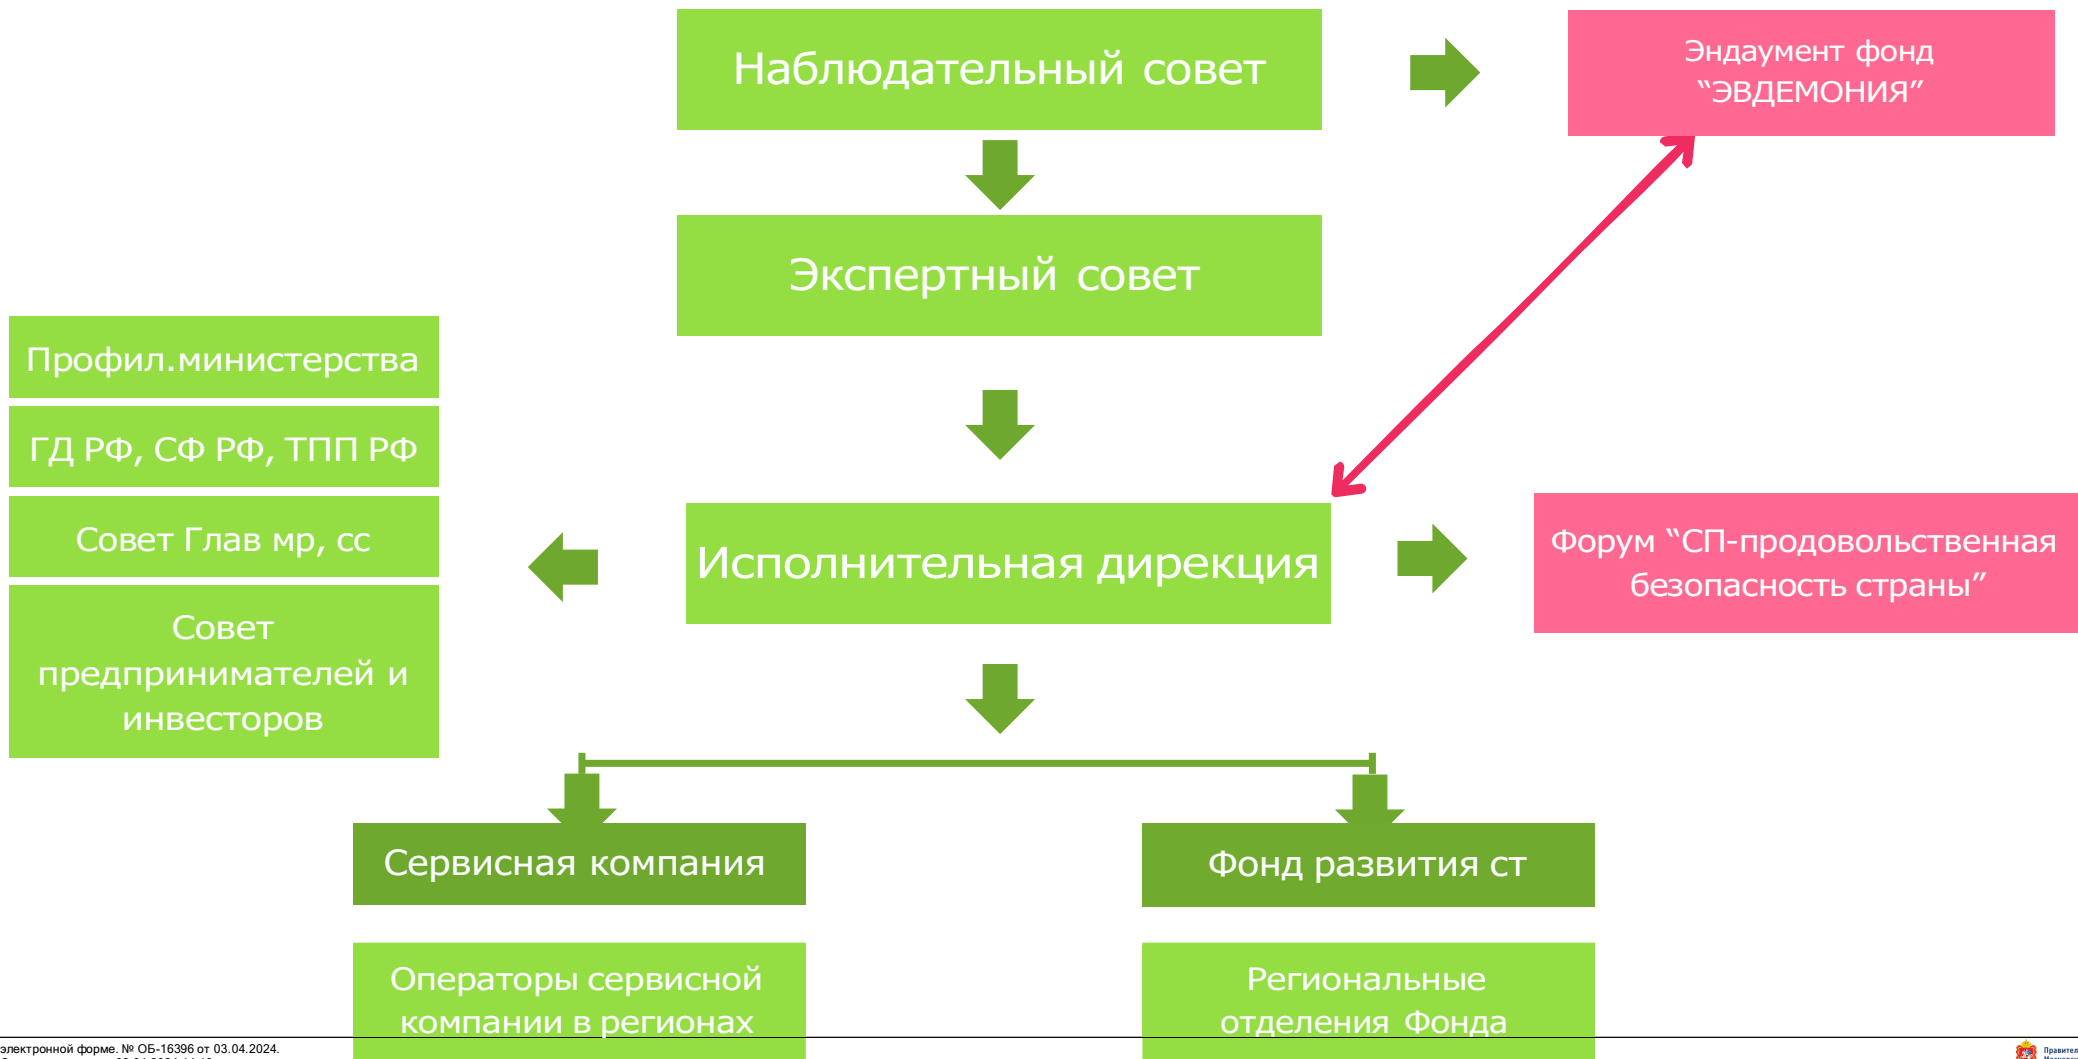 Наблюдательный совет
Эндаумент фонд
“ЭВДЕМОНИЯ”
Экспертный совет
Профил.министерства
ГД РФ, СФ РФ, ТПП РФ
Совет Глав мр, сс
Совет
предпринимателей и
инвесторов
Исполнительная дирекция
Форум “СП-продовольственная
безопасность страны”
Сервисная компания
Фонд развития ст
Операторы сервисной
компании в регионах
Региональные
отделения Фонда
электронной форме. № ОБ-16396 от 03.04.2024.